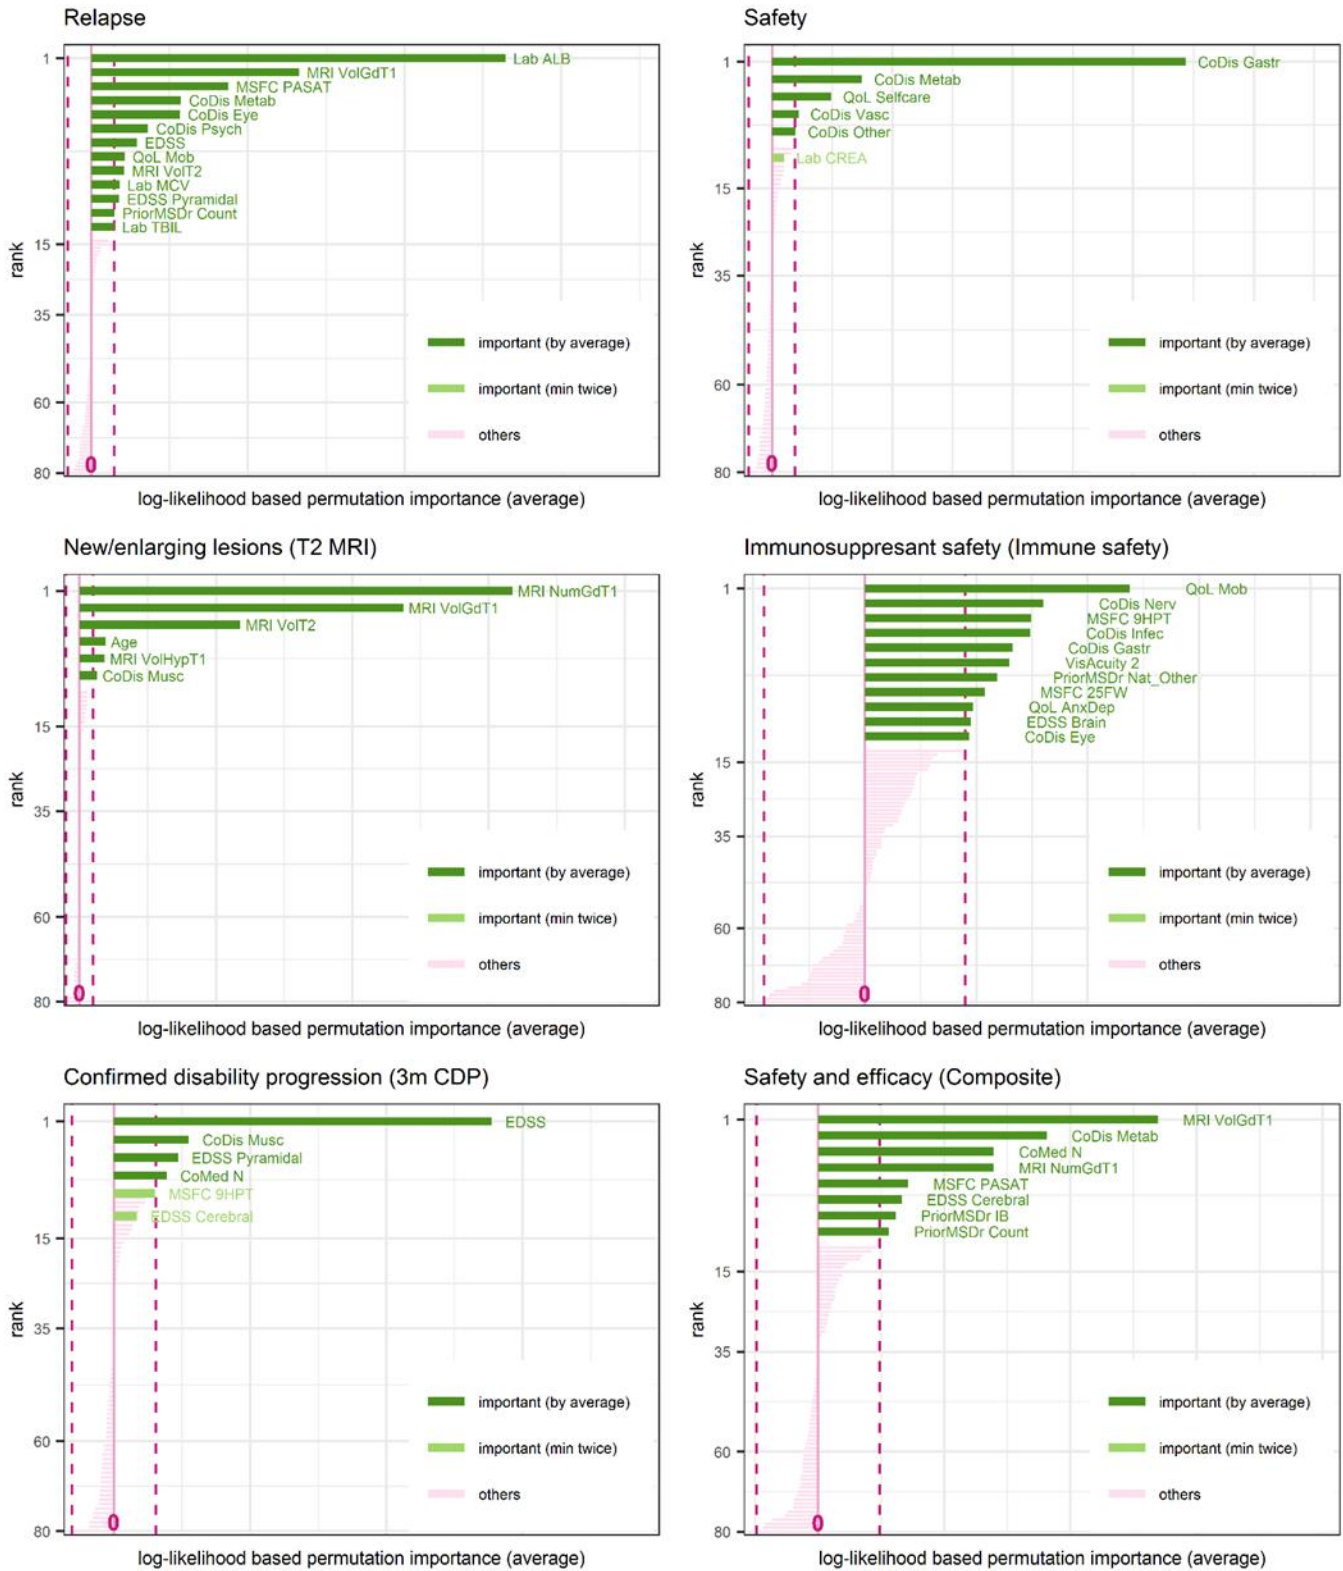 Relapse
1
Lab ALB
MRI VolGdT1
MSFC PASAT
CoDis Metab
CoDis Eye
CoDis Psych
EDSS
QoL Mob
MRI VolT2
Lab MCV
EDSS Pyramidal
PriorMSDr Count
Lab TBIL
15
35
60
80
rank
0
important (by average)
important (min twice)
others
log-likelihood based permutation importance (average)
Safety
1
CoDis Gastr
CoDis Metab
QoL Selfcare
CoDis Vasc
CoDis Other
Lab CREA
15
35
60
80
rank
0
important (by average)
important (min twice)
others
log-likelihood based permutation importance (average)
New/enlarging lesions (T2 MRI)
1
MRI NumGdT1
MRI VolGdT1
MRI VolT2
Age
MRI VolHypT1
CoDis Musc
15
35
60
80
rank
0
important (by average)
important (min twice)
others
log-likelihood based permutation importance (average)
Immunosuppresant safety (Immune safety)
1
QoL Mob
CoDis Nerv
MSFC 9HPT
CoDis Infec
CoDis Gastr
VisAcuity 2
PriorMSDr Nat_Other
MSFC 25FW
QoL AnxDep
EDSS Brain
CoDis Eye
15
35
60
80
rank
0
important (by average)
important (min twice)
others
log-likelihood based permutation importance (average)
Confirmed disability progression (3m CDP)
1
EDSS
CoDis Musc
EDSS Pyramidal
CoMed N
MSFC 9HPT
EDSS Cerebral
15
35
60
80
rank
0
important (by average)
important (min twice)
others
log-likelihood based permutation importance (average)
Safety and efficacy (Composite)
1
MRI VolGdT1
CoDis Metab
CoMed N
MRI NumGdT1
MSFC PASAT
EDSS Cerebral
PriorMSDr IB
PriorMSDr Count
15
35
60
80
rank
0
important (by average)
important (min twice)
others
log-likelihood based permutation importance (average)